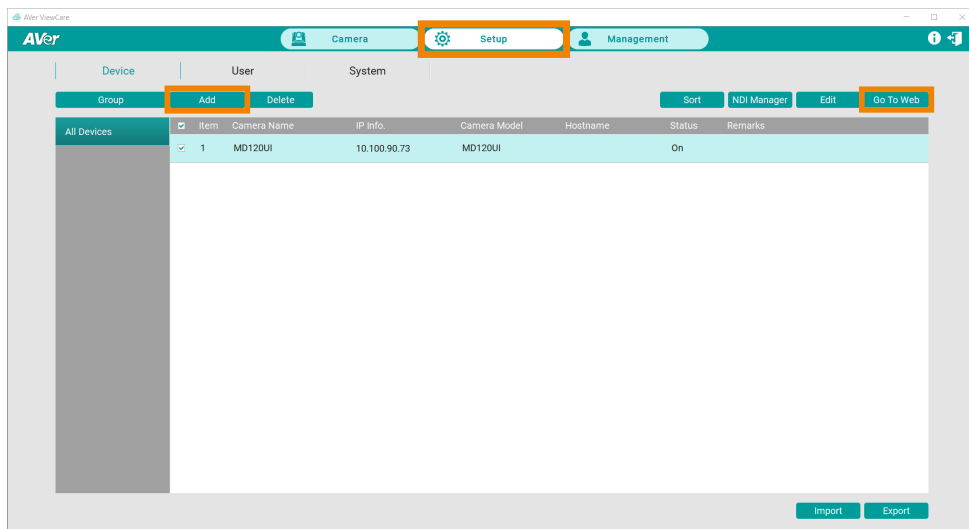 AVer ViewCare
AVer Camera Setup Management
Device User System
Group Add Delete Sort NDI Manager Edit Go To Web
All Devices Item Camera Name IP Info. Camera Model Hostname Status Remarks
1 MD120UI 10.100.90.73 MD120UI On
Import Export